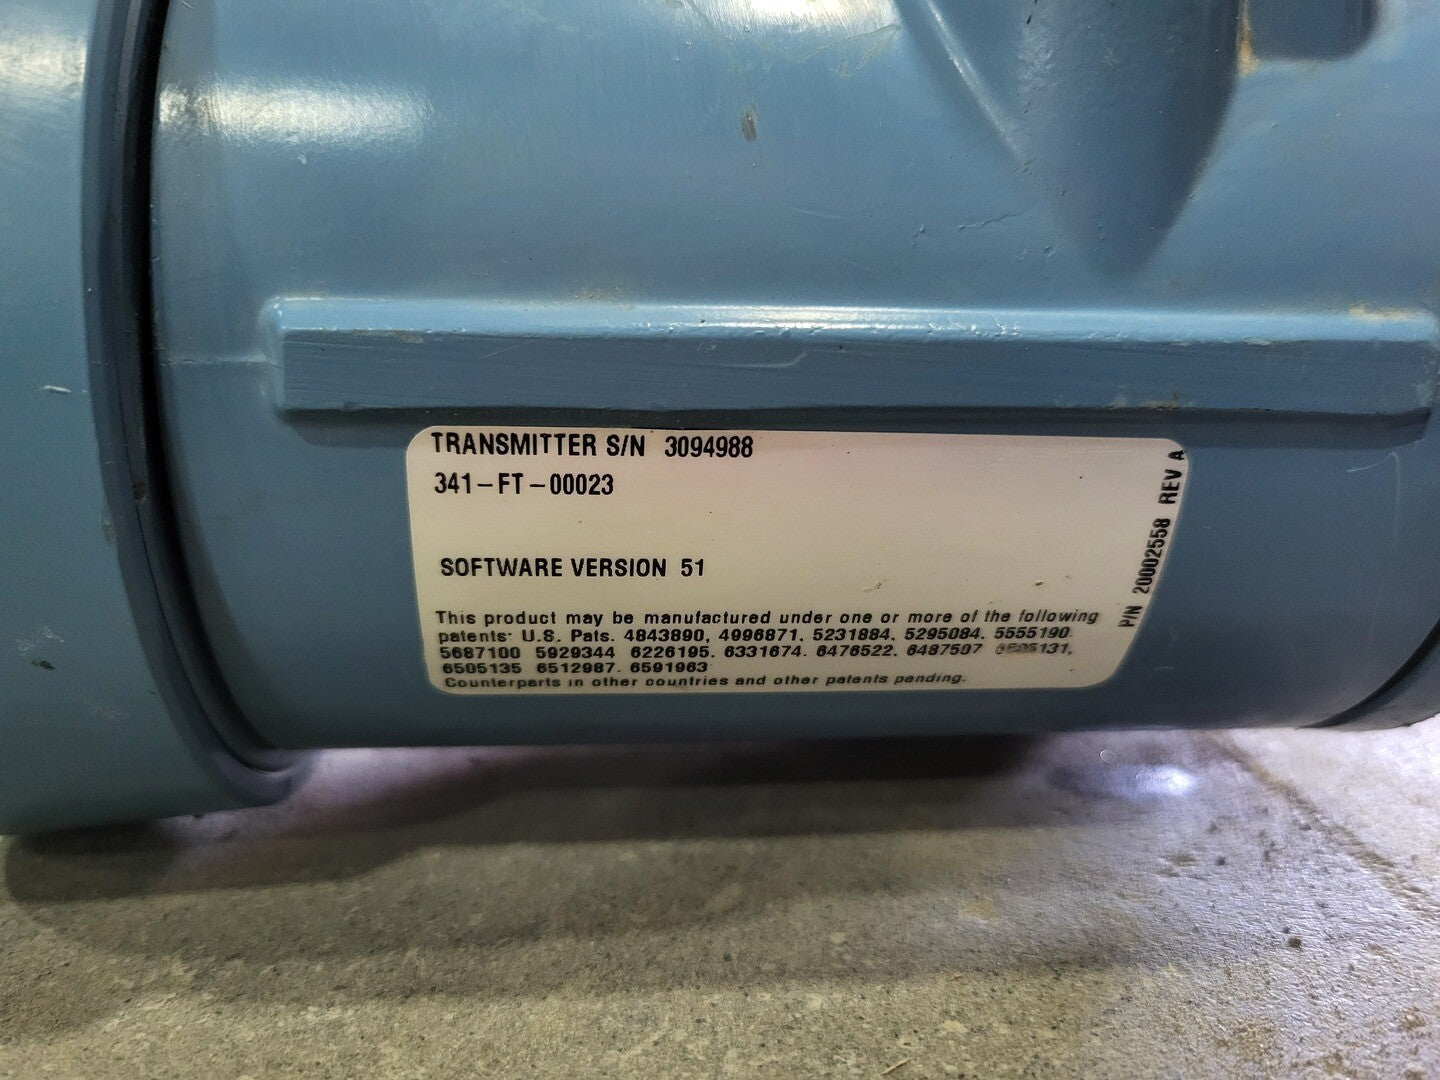 TRANSMITTER S/N 3094988
341-FT-00023
SOFTWARE VERSION 51
This product may be manufactured under one or more of the following
patents: U.S. Pats. 4843890, 4996871, 5231884, 5295084, 5555190
5687100 5929344 6226195. 6331674. 6476522. 6487507
6505135 6512987. 6591963
Counterparts in other countries and other patents pending.
P/N 20002558 REV A